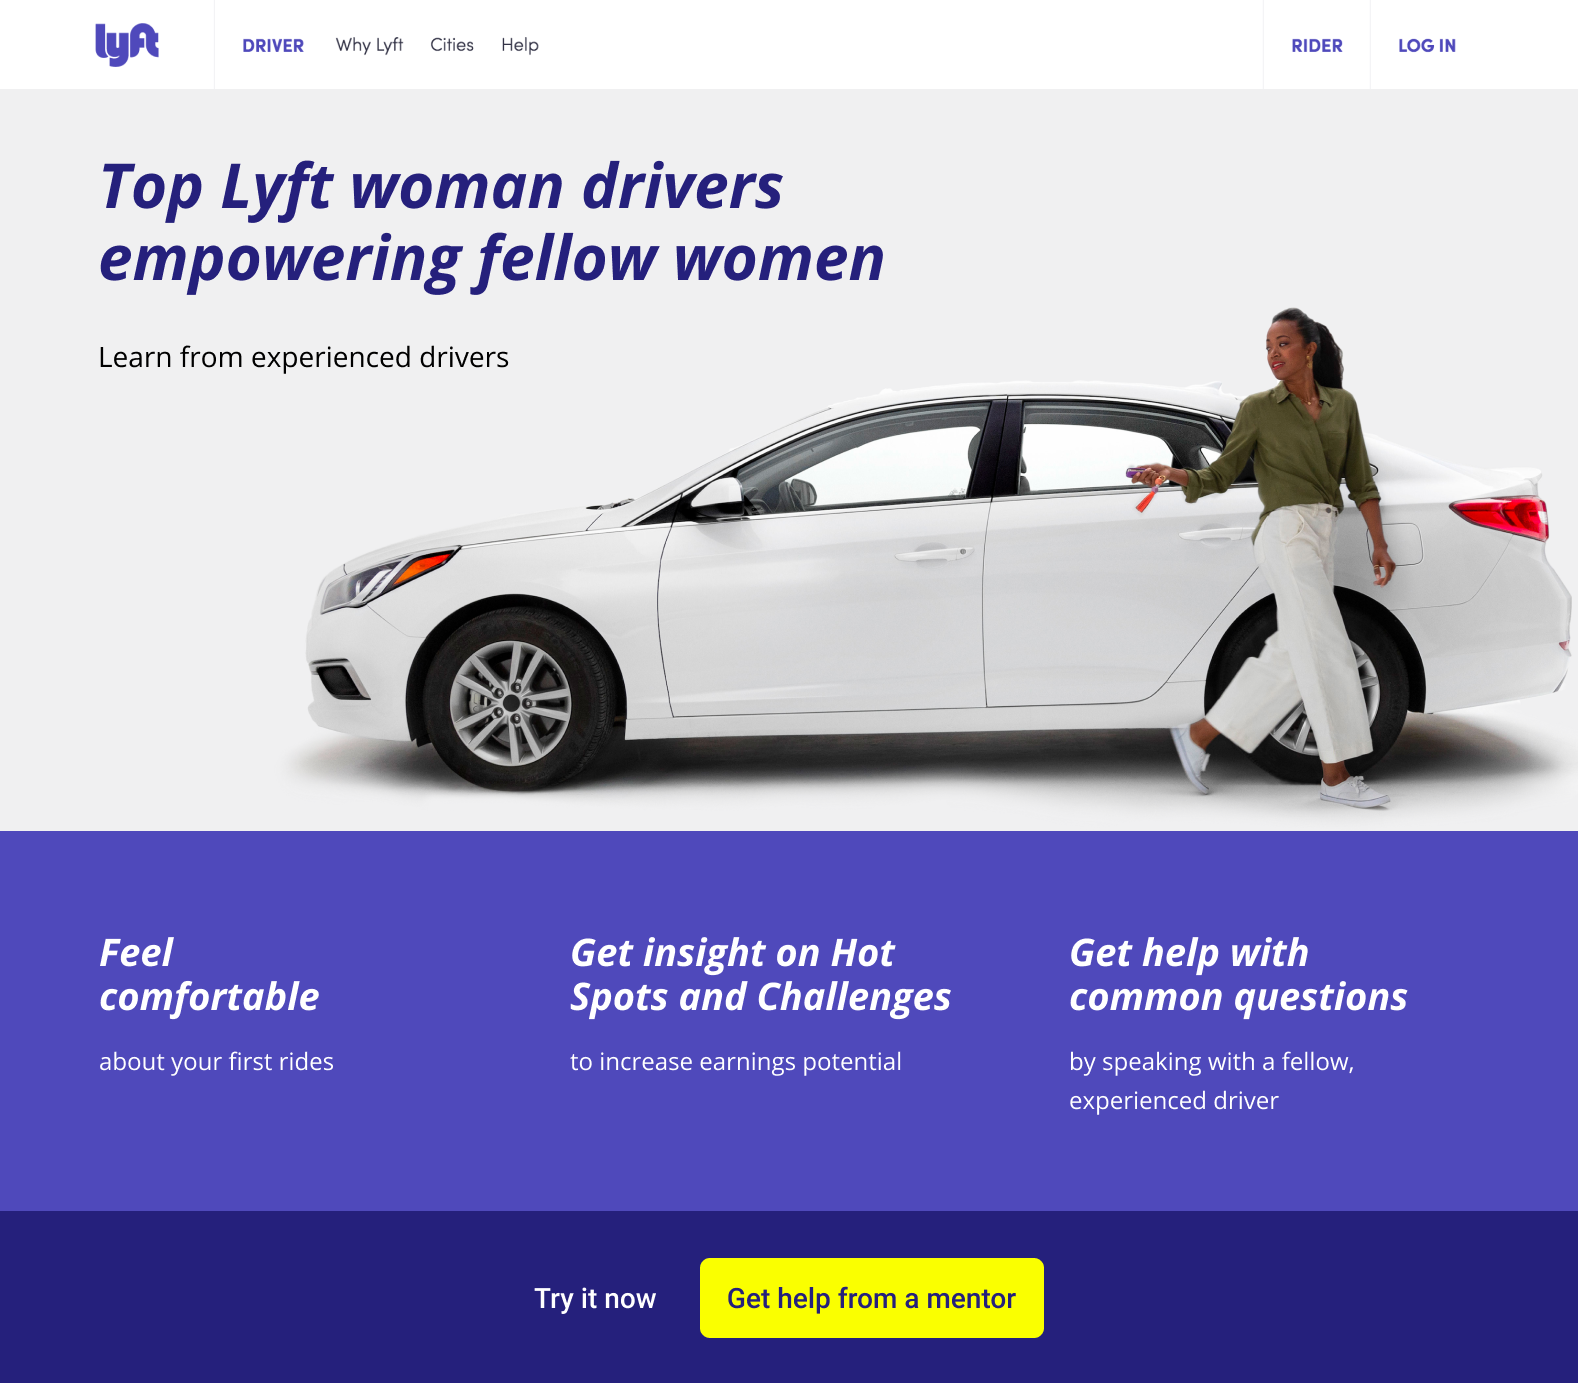 lyft
DRIVER Why Lyft Cities Help RIDER LOG IN
Top Lyft woman drivers
empowering fellow women
Learn from experienced drivers
Feel
comfortable
about your first rides
Get insight on Hot
Spots and Challenges
to increase earnings potential
Get help with
common questions
by speaking with a fellow,
experienced driver
Try it now
Get help from a mentor